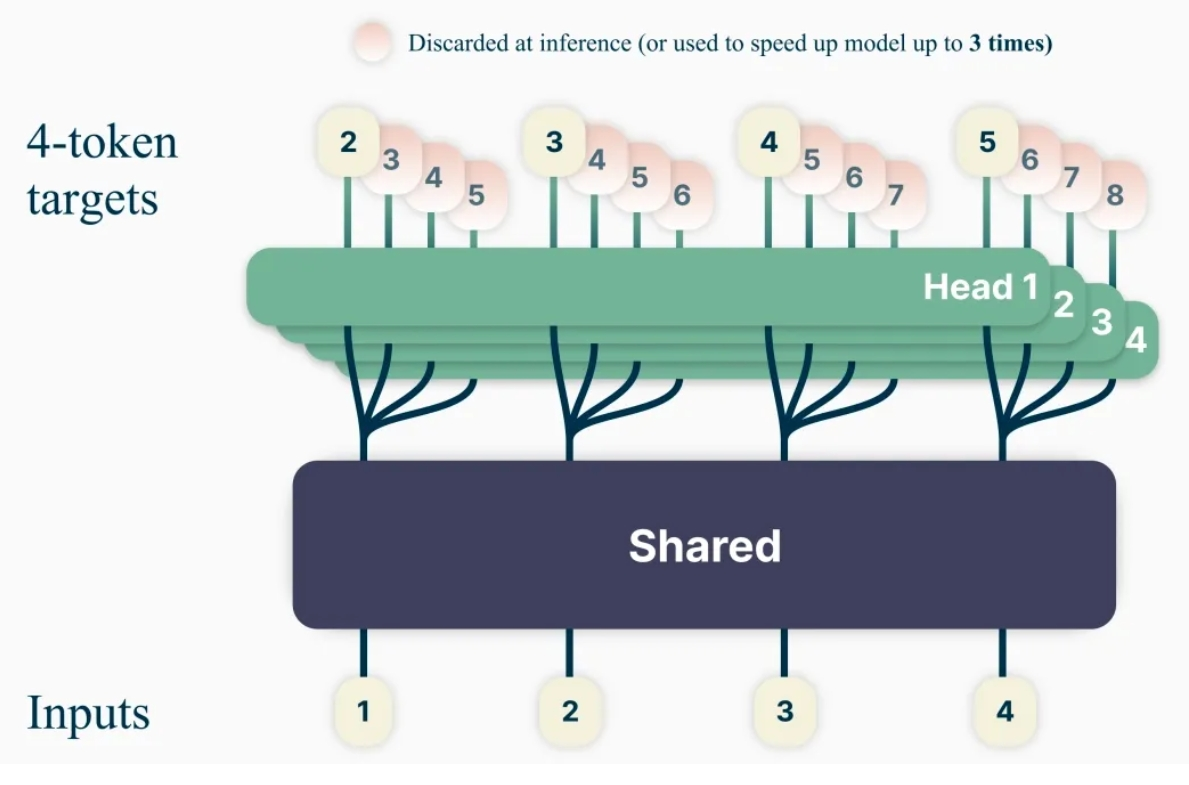 Discarded at inference (or used to speed up model up to 3 times)
4-token
targets
2 3 4 5 3 4 5 6 4 5 6 7 5 6 7 8
Head 1 2 3 4
Shared
Inputs
1 2 3 4